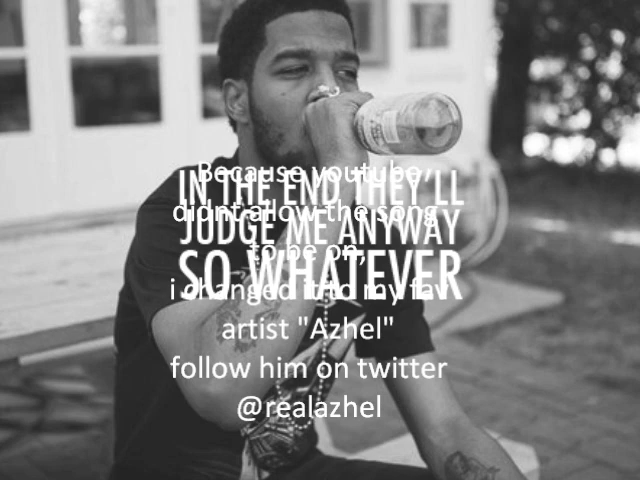 Because youtube
IN THE END THEY'LL
didnt allow the song
JUDGE ME ANYWAY
to be on,
SO WHATEVER
i changed it to my fav
artist "Azhel"
follow him on twitter
@realazhel